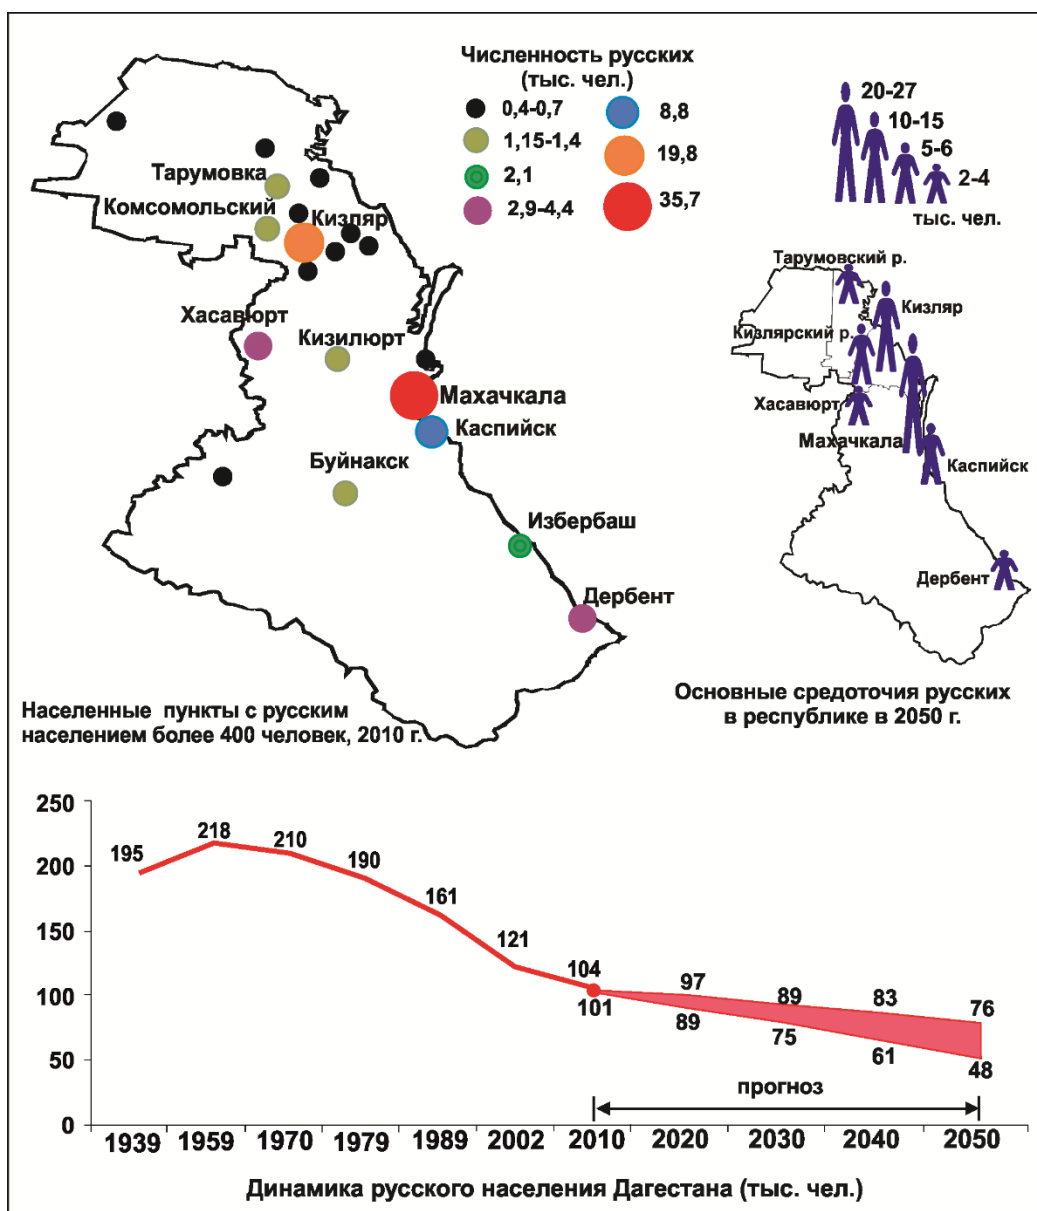 Численность русских
(тыс. чел.)
0,4-0,7
1,15-1,4
2,1
2,9-4,4
8,8
19,8
35,7
20-27
10-15
5-6
2-4
тыс. чел.
Тарумовка
Комсомольский
Кизляр
Хасавюрт
Кизилюрт
Махачкала
Каспийск
Буйнакск
Избербаш
Дербент
Населенные пункты с русским
населением более 400 человек, 2010 г.
Тарумовский р.
Кизляр
Кизлярский р.
Хасавюрт
Махачкала
Каспийск
Дербент
Основные средоточия русских
в республике в 2050 г.
250
200
150
100
50
0
195
218
210
190
161
121
104
101
97
89
89
75
83
61
76
48
прогноз
1939 1959 1970 1979 1989 2002 2010 2020 2030 2040 2050
Динамика русского населения Дагестана (тыс. чел.)